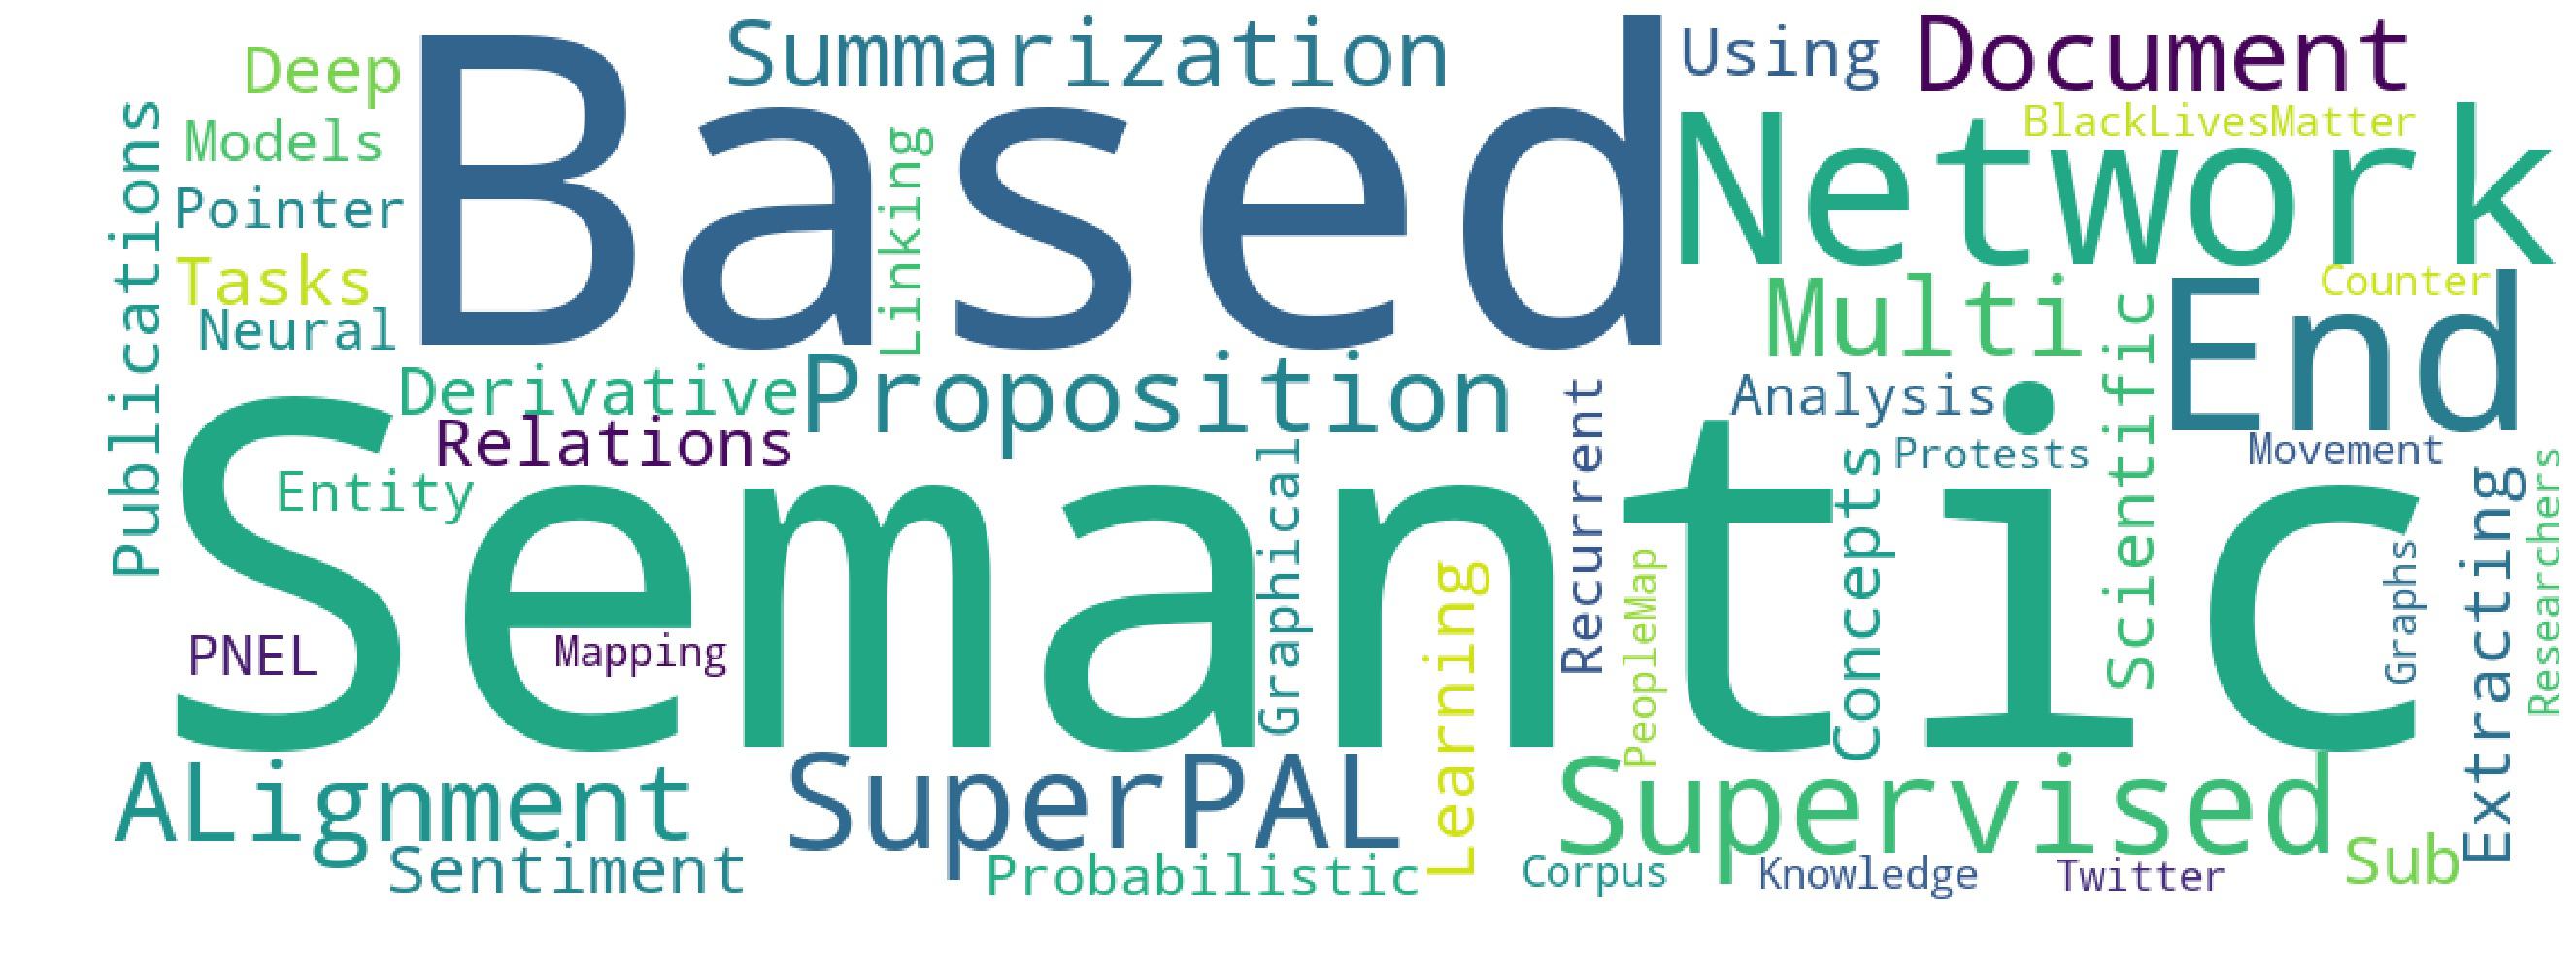 Summarization
Using
Document
Deep
Based
BlackLivesMatter
Publications
Models
Linking
Network
Pointer
Tasks
Counter
Neural
Multi
Scientific
End
Derivative
Proposition
Recurrent
Analysis
Relations
Protests
Movement
Entity
Semantic
Graphical
Concepts
Extracting
Researchers
PNEL
Mapping
Learning
PeopleMap
Graphs
ALignment
SuperPAL
Supervised
Sentiment
Probabilistic
Corpus
Knowledge
Twitter
Sub